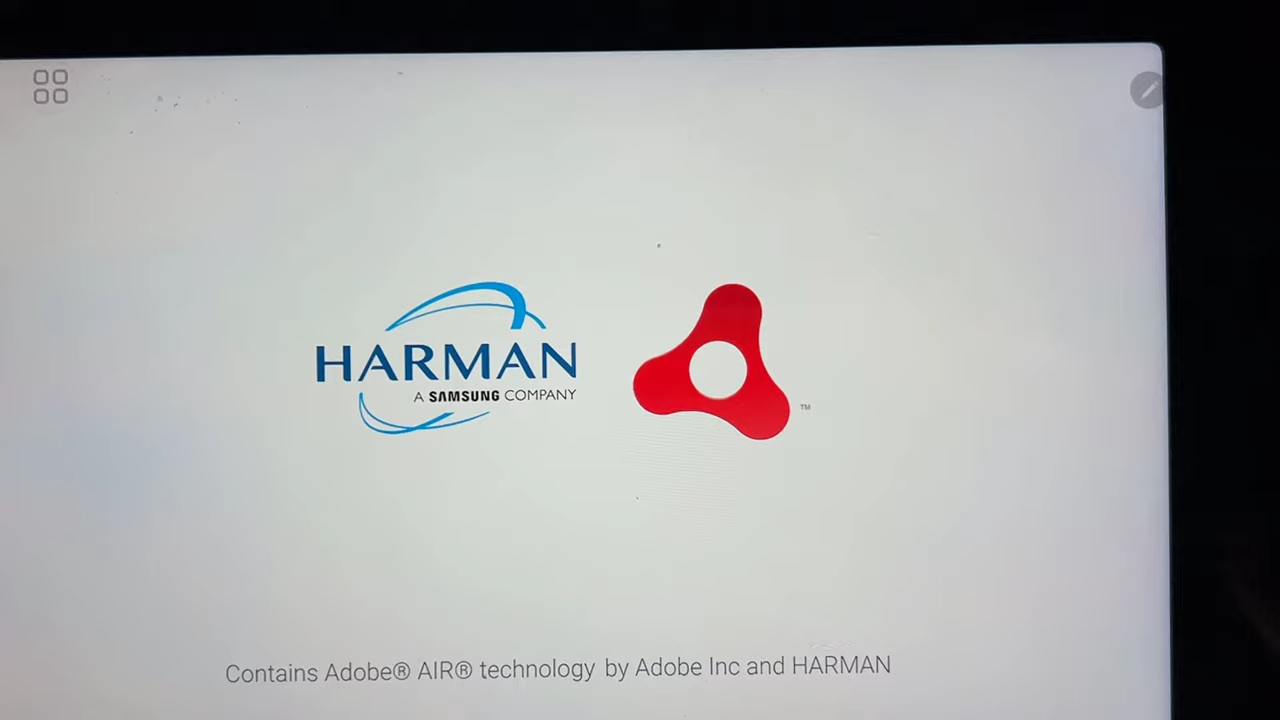 HARMAN
A SAMSUNG COMPANY
TM
Contains Adobe® AIR® technology by Adobe Inc and HARMAN